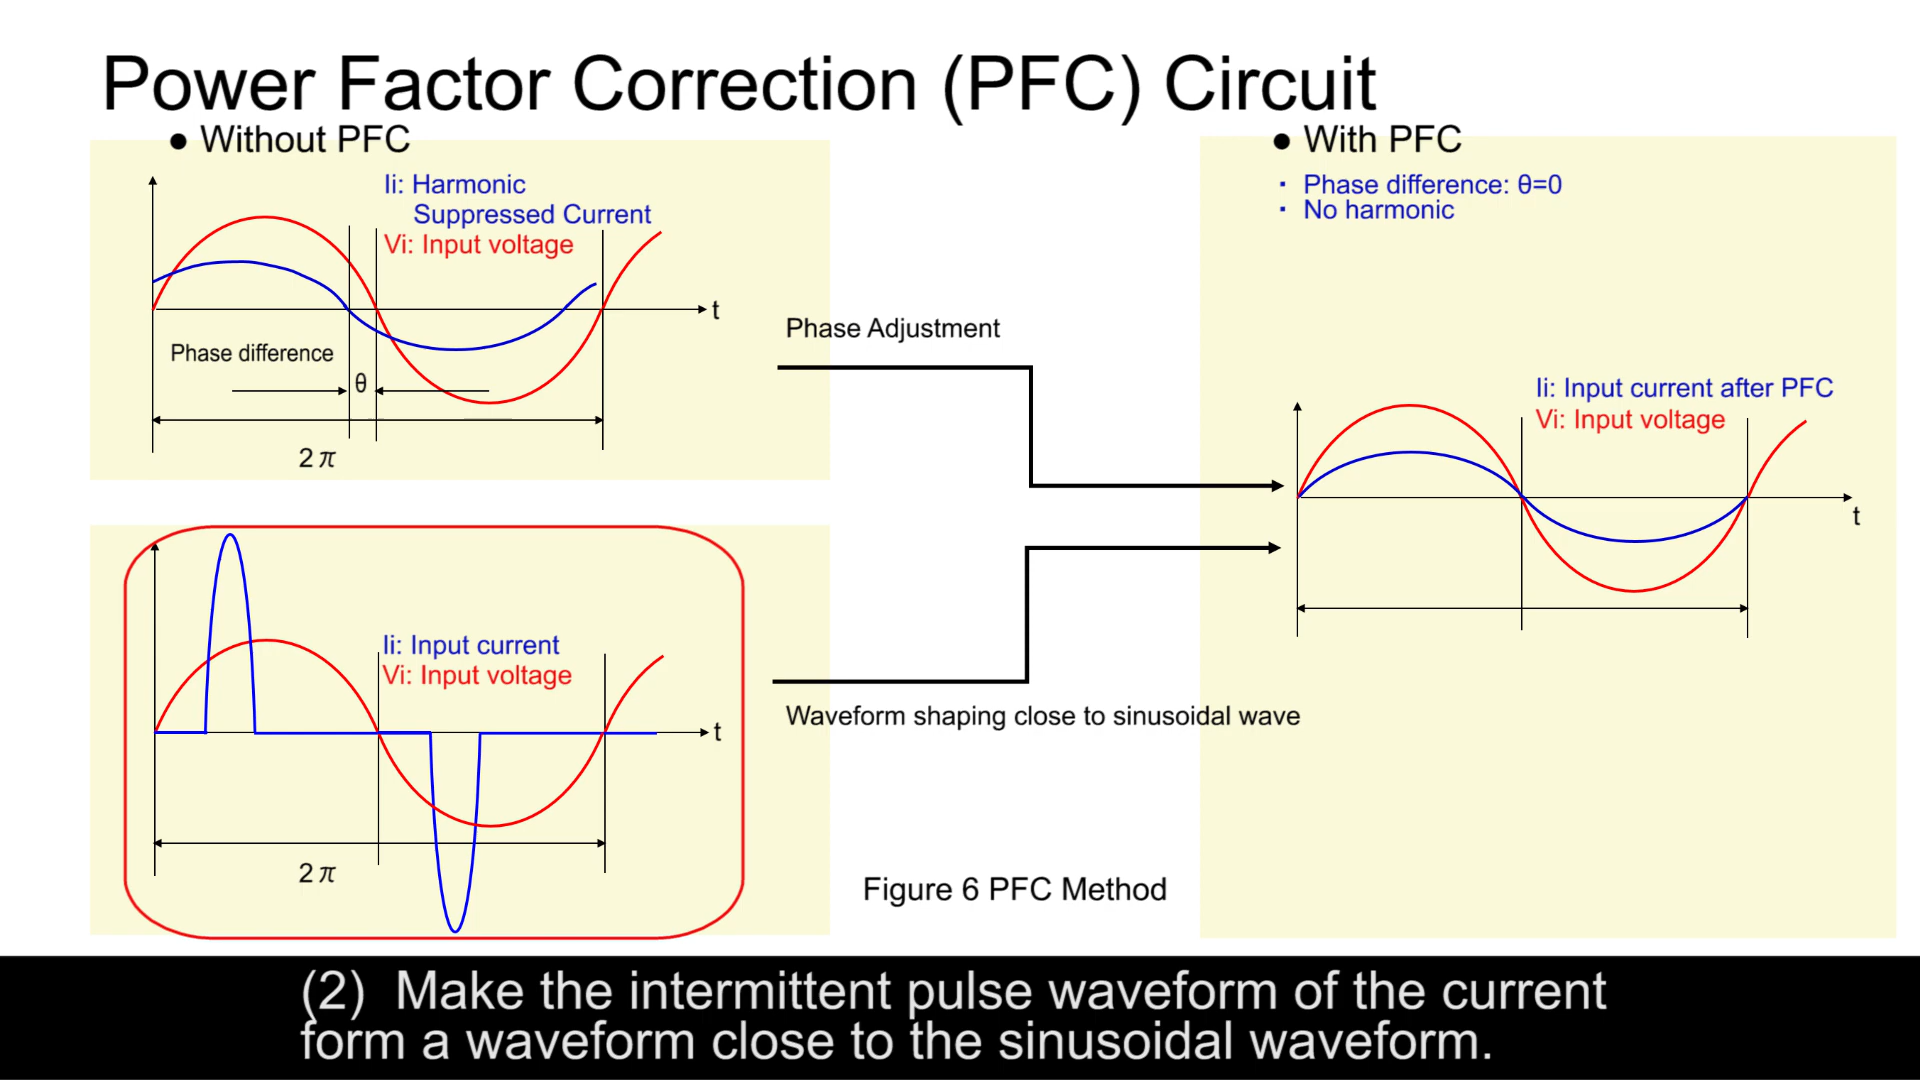 Power Factor Correction (PFC) Circuit
● Without PFC
Ii: Harmonic
Suppressed Current
Vi: Input voltage
t
Phase difference
θ
2π
Ii: Input current
Vi: Input voltage
t
2π
Phase Adjustment
Waveform shaping close to sinusoidal wave
Figure 6 PFC Method
● With PFC
・ Phase difference: θ=0
・ No harmonic
Ii: Input current after PFC
Vi: Input voltage
t
(2) Make the intermittent pulse waveform of the current
form a waveform close to the sinusoidal waveform.